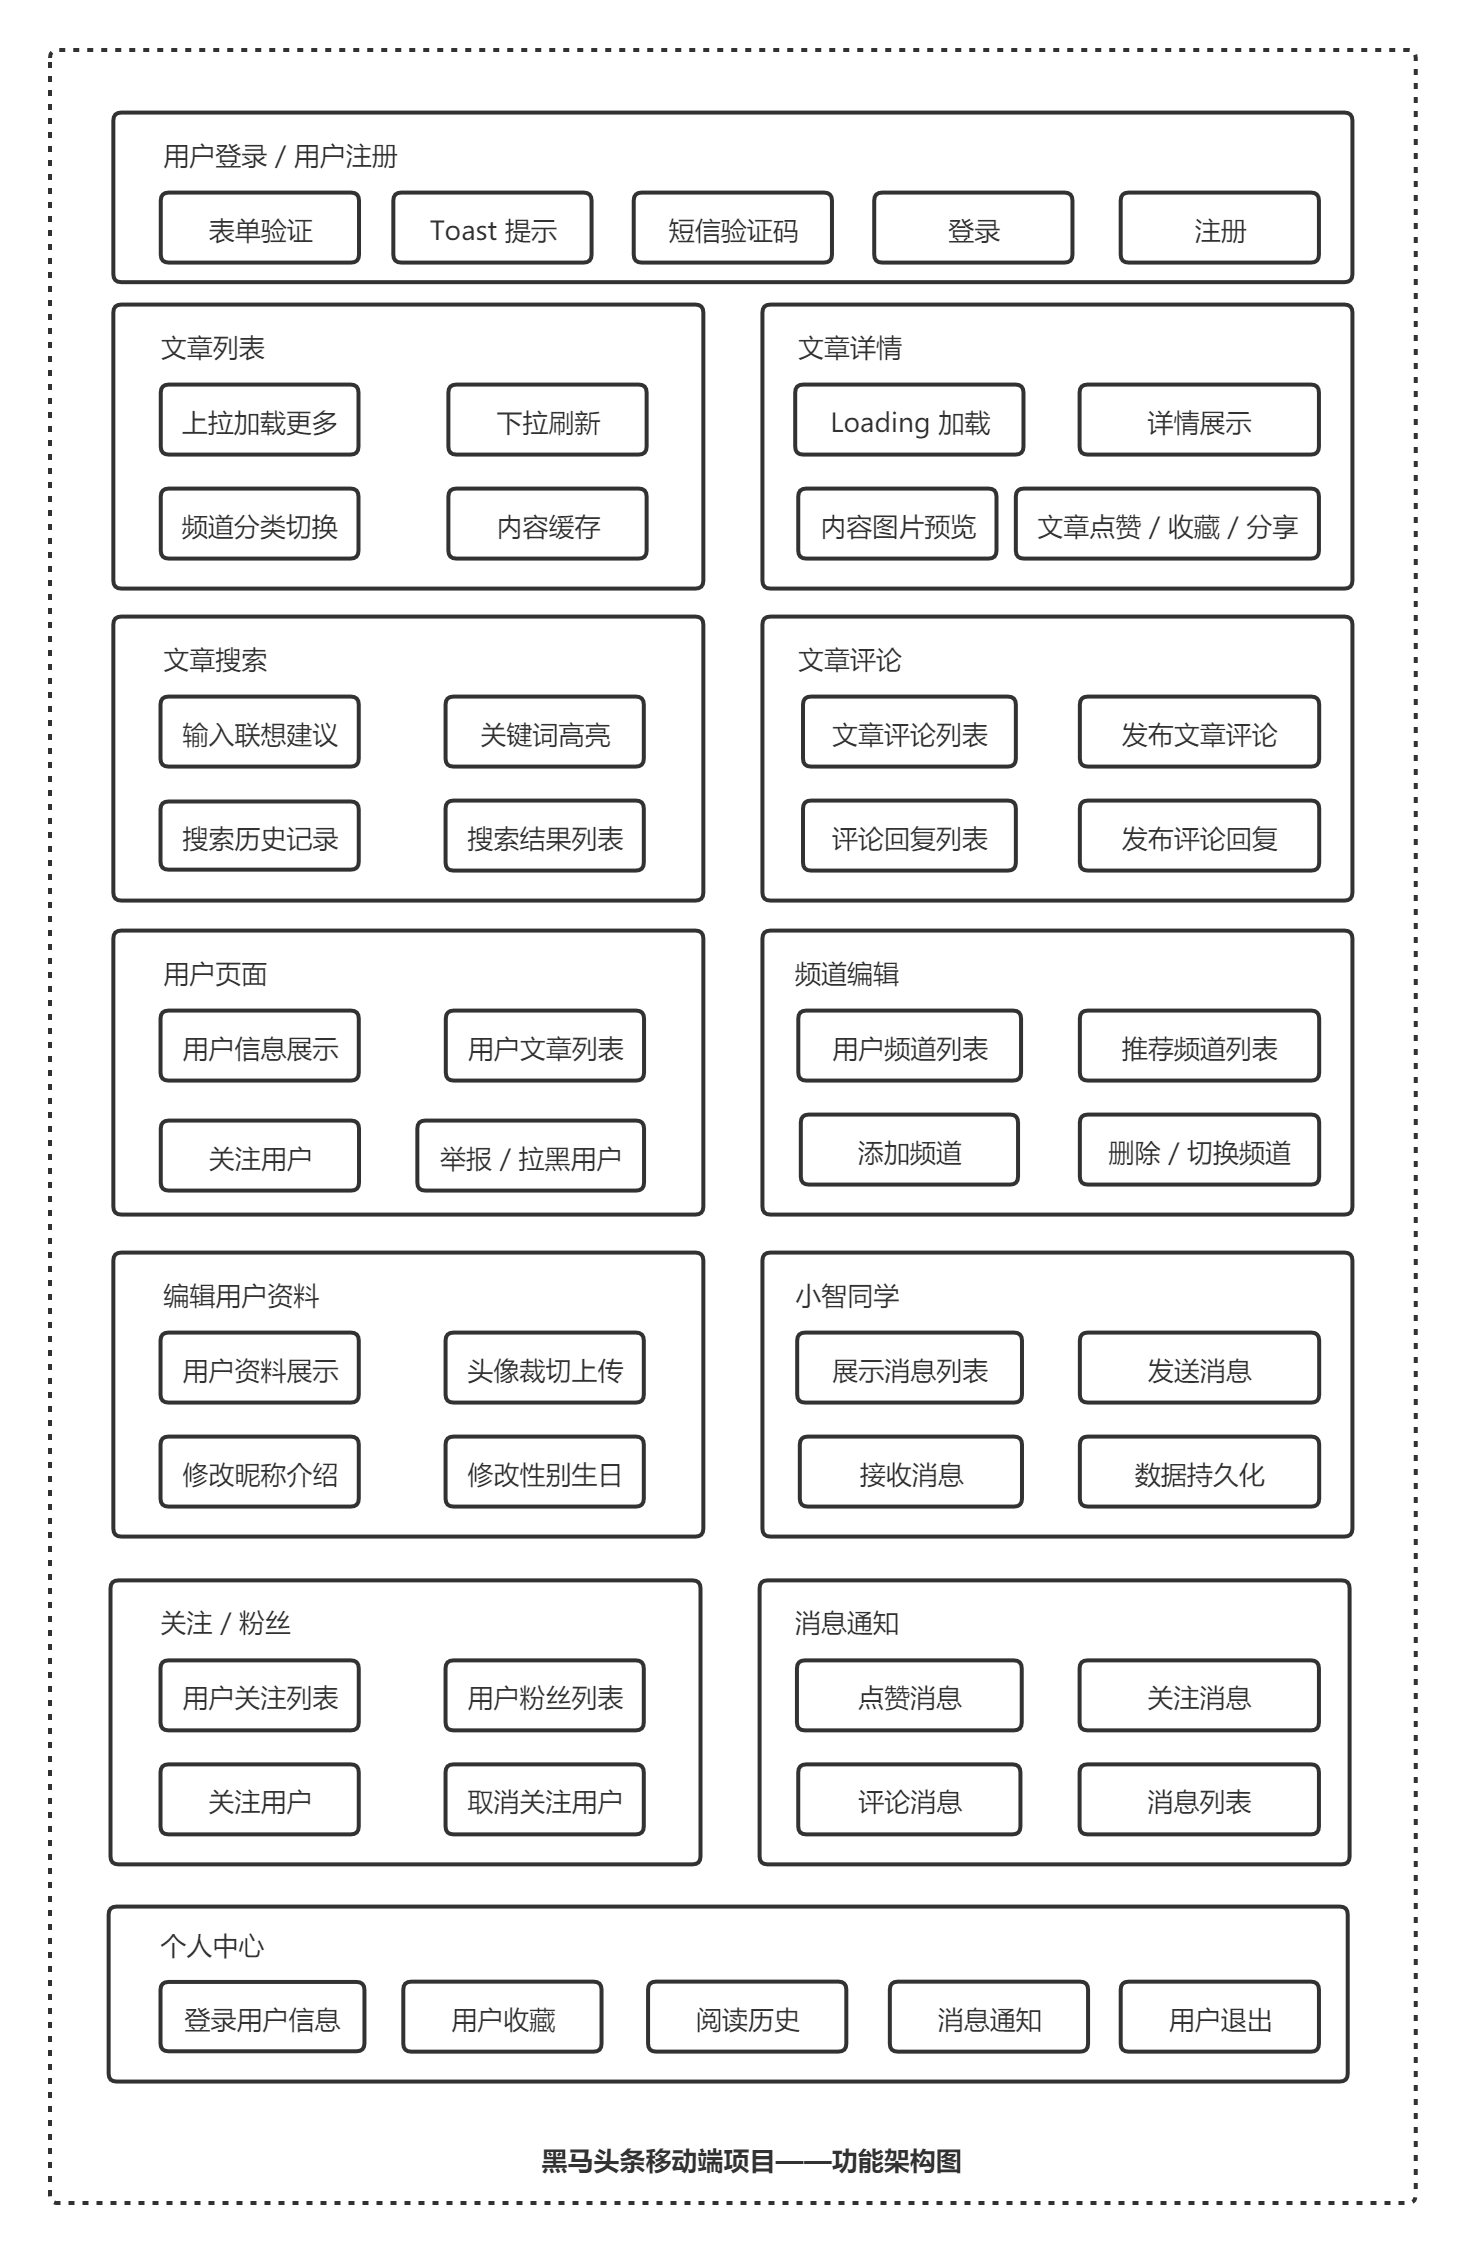 用户登录 / 用户注册
表单验证
Toast 提示
短信验证码
登录
注册
文章列表
上拉加载更多
下拉刷新
频道分类切换
内容缓存
文章详情
Loading 加载
详情展示
内容图片预览
文章点赞 / 收藏 / 分享
文章搜索
输入联想建议
关键词高亮
搜索历史记录
搜索结果列表
文章评论
文章评论列表
发布文章评论
评论回复列表
发布评论回复
用户页面
用户信息展示
用户文章列表
关注用户
举报 / 拉黑用户
频道编辑
用户频道列表
推荐频道列表
添加频道
删除 / 切换频道
编辑用户资料
用户资料展示
头像裁切上传
修改昵称介绍
修改性别生日
小智同学
展示消息列表
发送消息
接收消息
数据持久化
关注 / 粉丝
用户关注列表
用户粉丝列表
关注用户
取消关注用户
消息通知
点赞消息
关注消息
评论消息
消息列表
个人中心
登录用户信息
用户收藏
阅读历史
消息通知
用户退出
黑马头条移动端项目——功能架构图